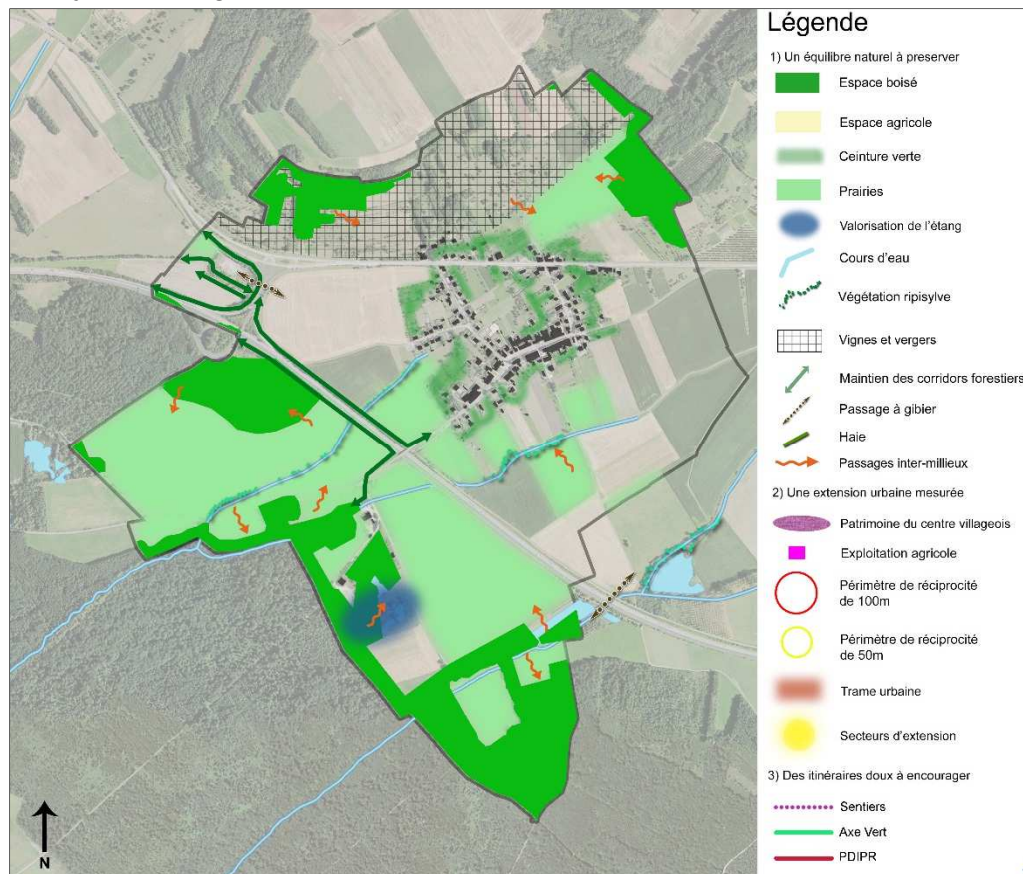 Légende
1) Un équilibre naturel à preserver
Espace boisé
Espace agricole
Ceinture verte
Prairies
Valorisation de l'étang
Cours d'eau
Végétation ripisylve
Vignes et vergers
Maintien des corridors forestiers
Passage à gibier
Haie
Passages inter-millieux
2) Une extension urbaine mesurée
Patrimoine du centre villageois
Exploitation agricole
Périmètre de réciprocité
de 100m
Périmètre de réciprocité
de 50m
Trame urbaine
Secteurs d'extension
3) Des itinéraires doux à encourager
Sentiers
Axe Vert
PDIPR
N